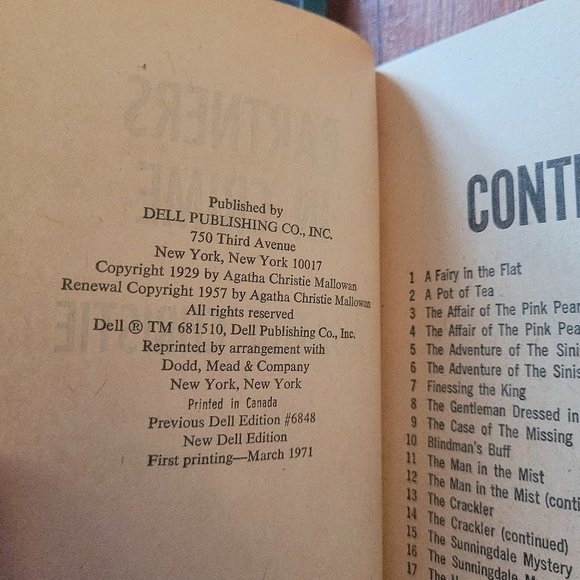 Published by
DELL PUBLISHING CO., INC.
750 Third Avenue
New York, New York 10017
Copyright 1929 by Agatha Christie Mallowan
Renewal Copyright 1957 by Agatha Christie Mallowan
All rights reserved
Dell ® TM 681510, Dell Publishing Co., Inc.
Reprinted by arrangement with
Dodd, Mead & Company
New York, New York
Printed in Canada
Previous Dell Edition #6848
New Dell Edition
First printing—March 1971
CONTE
1 A Fairy in the Flat
2 A Pot of Tea
3 The Affair of The Pink Pear
4 The Affair of The Pink Pea
5 The Adventure of The Sini
6 The Adventure of The Sinis
7 Finessing the King
8 The Gentleman Dressed in
9 The Case of The Missing
10 Blindman's Buff
11 The Man in the Mist
12 The Man in the Mist (conti
13 The Crackler
14 The Crackler (continued)
15 The Sunningdale Mystery
16 The Sunningdale M
17 The